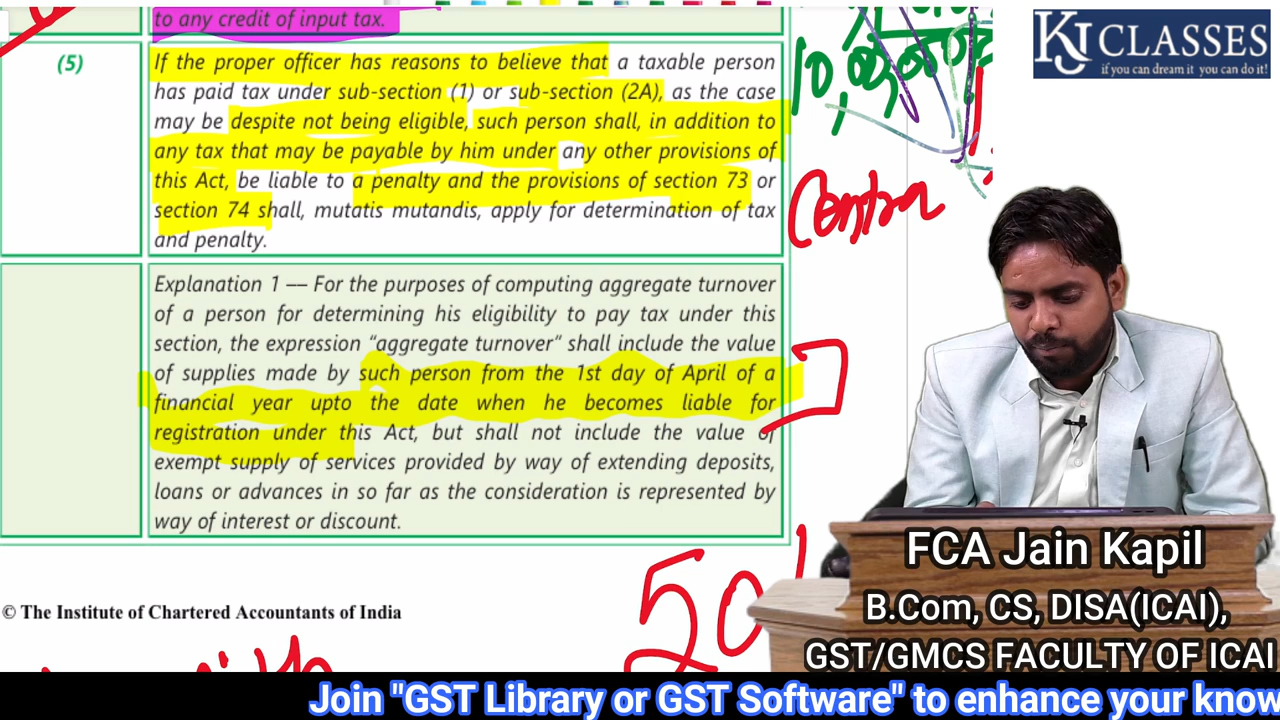 to any credit of input tax.
(5)
If the proper officer has reasons to believe that a taxable person
has paid tax under sub-section (1) or sub-section (2A), as the case
may be despite not being eligible, such person shall, in addition to
any tax that may be payable by him under any other provisions of
this Act, be liable to a penalty and the provisions of section 73 or
section 74 shall, mutatis mutandis, apply for determination of tax
and penalty.
Explanation 1 — For the purposes of computing aggregate turnover
of a person for determining his eligibility to pay tax under this
section, the expression "aggregate turnover" shall include the value
of supplies made by such person from the 1st day of April of a
financial year upto the date when he becomes liable for
registration under this Act, but shall not include the value of
exempt supply of services provided by way of extending deposits,
loans or advances in so far as the consideration is represented by
way of interest or discount.
© The Institute of Chartered Accountants of India
50
KJ CLASSES
if you can dream it you can do it!
FCA Jain Kapil
B.Com, CS, DISA(ICAI),
GST/GMCS FACULTY OF ICAI
Join "GST Library or GST Software" to enhance your know